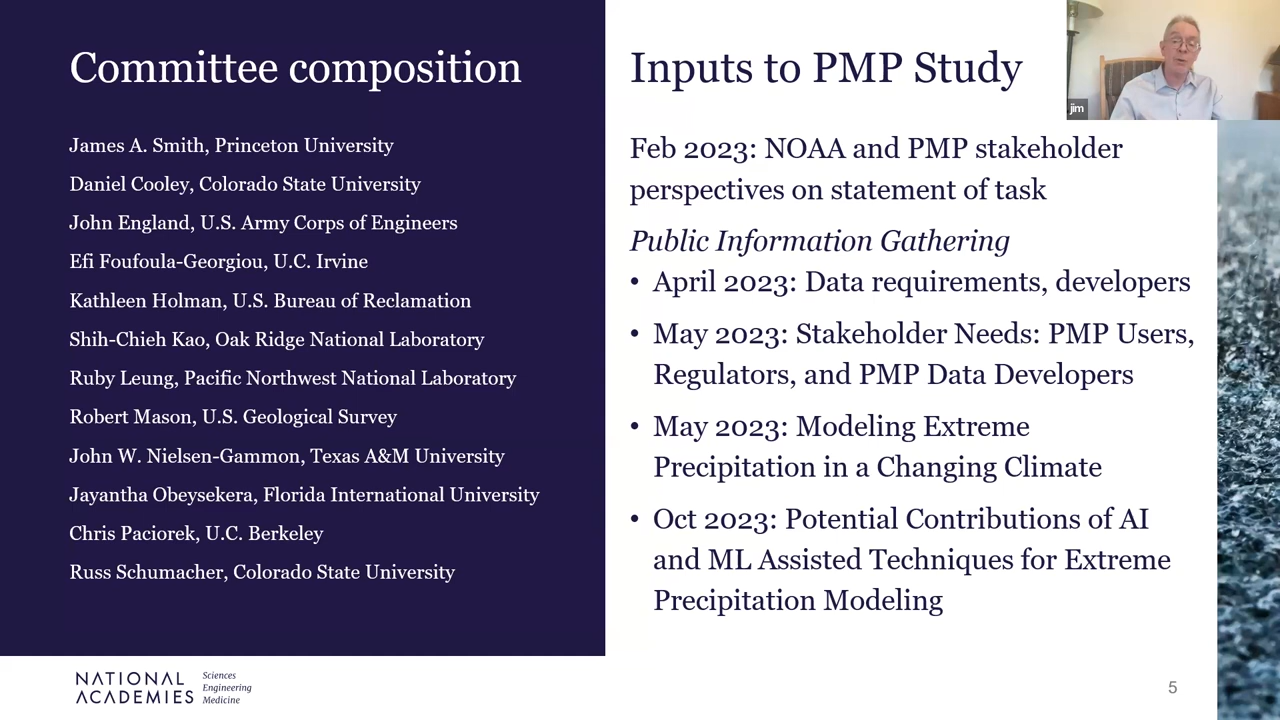 Committee composition
James A. Smith, Princeton University
Daniel Cooley, Colorado State University
John England, U.S. Army Corps of Engineers
Efi Foufoula-Georgiou, U.C. Irvine
Kathleen Holman, U.S. Bureau of Reclamation
Shih-Chieh Kao, Oak Ridge National Laboratory
Ruby Leung, Pacific Northwest National Laboratory
Robert Mason, U.S. Geological Survey
John W. Nielsen-Gammon, Texas A&M University
Jayantha Obeysekera, Florida International University
Chris Paciorek, U.C. Berkeley
Russ Schumacher, Colorado State University
Inputs to PMP Study
Feb 2023: NOAA and PMP stakeholder
perspectives on statement of task
Public Information Gathering
• April 2023: Data requirements, developers
• May 2023: Stakeholder Needs: PMP Users,
Regulators, and PMP Data Developers
• May 2023: Modeling Extreme
Precipitation in a Changing Climate
• Oct 2023: Potential Contributions of AI
and ML Assisted Techniques for Extreme
Precipitation Modeling
jim
NATIONAL
ACADEMIES
Sciences
Engineering
Medicine
5